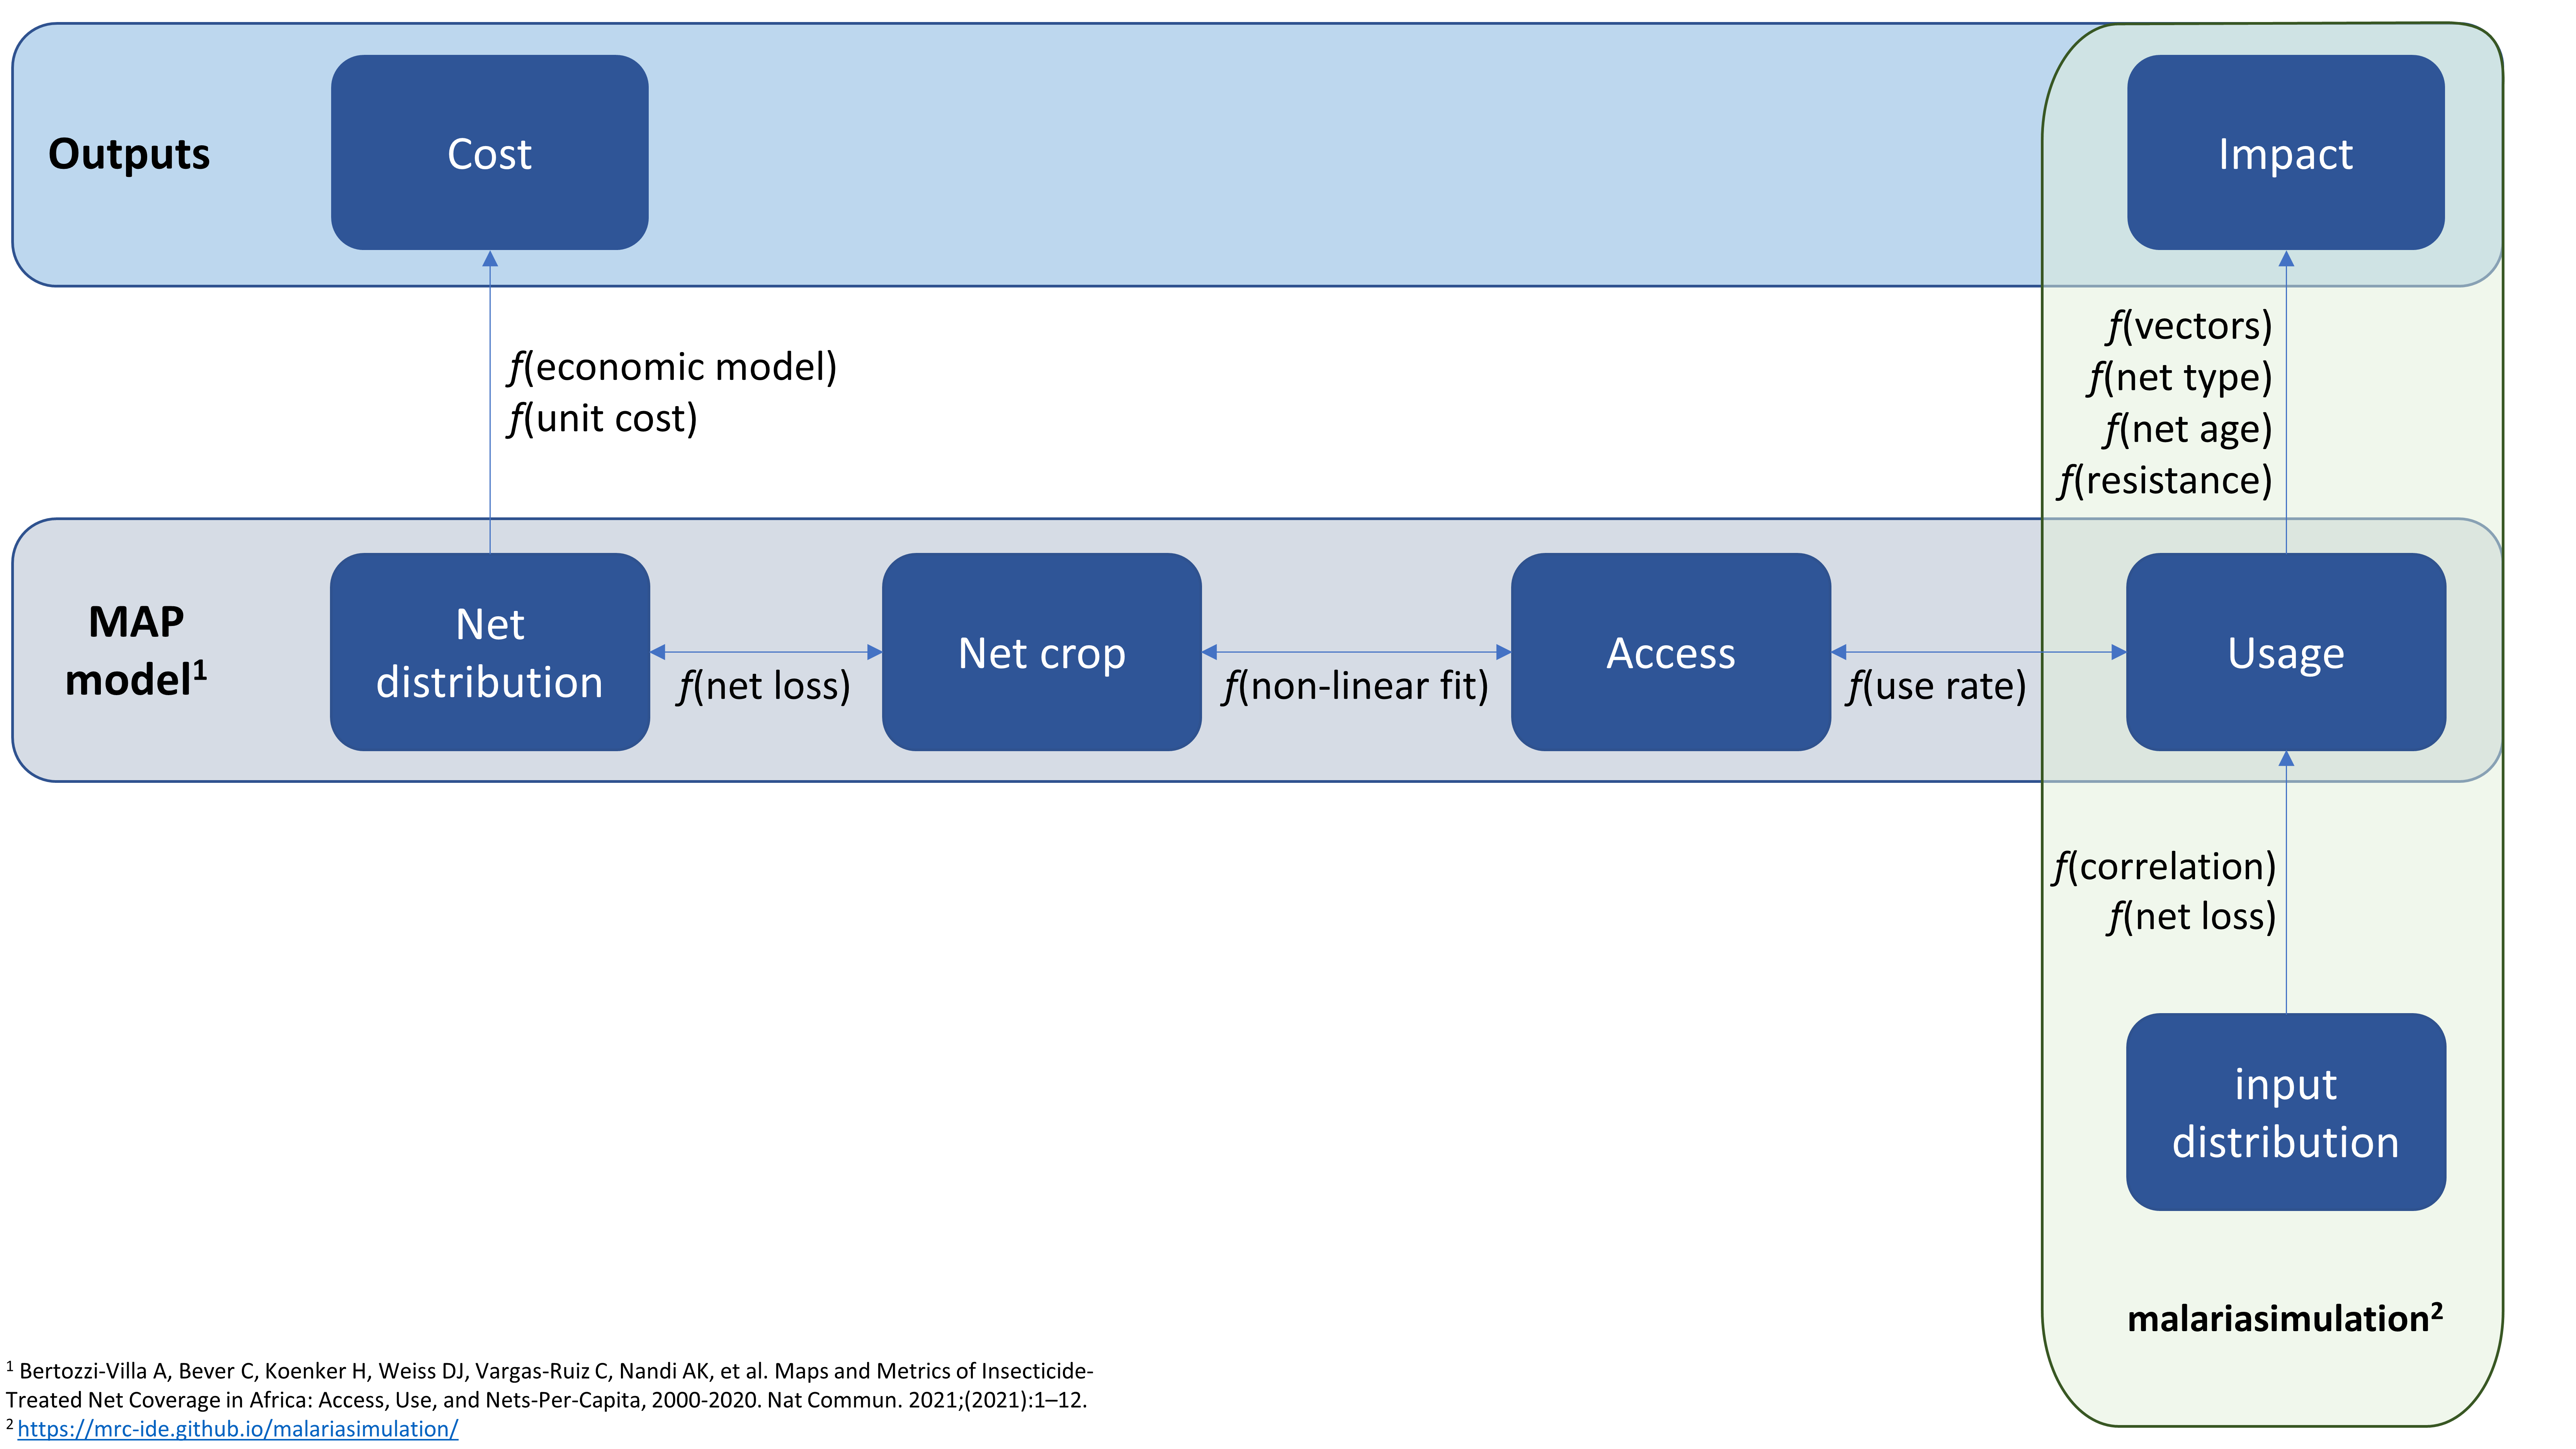 Outputs
Cost
Impact
f(economic model)
f(unit cost)
f(vectors)
f(net type)
f(net age)
f(resistance)
MAP
model¹
Net
distribution
f(net loss)
Net crop
f(non-linear fit)
Access
f(use rate)
Usage
f(correlation)
f(net loss)
input
distribution
malariasimulation²
¹ Bertozzi-Villa A, Bever C, Koenker H, Weiss DJ, Vargas-Ruiz C, Nandi AK, et al. Maps and Metrics of Insecticide-
Treated Net Coverage in Africa: Access, Use, and Nets-Per-Capita, 2000-2020. Nat Commun. 2021;(2021):1–12.
² https://mrc-ide.github.io/malariasimulation/